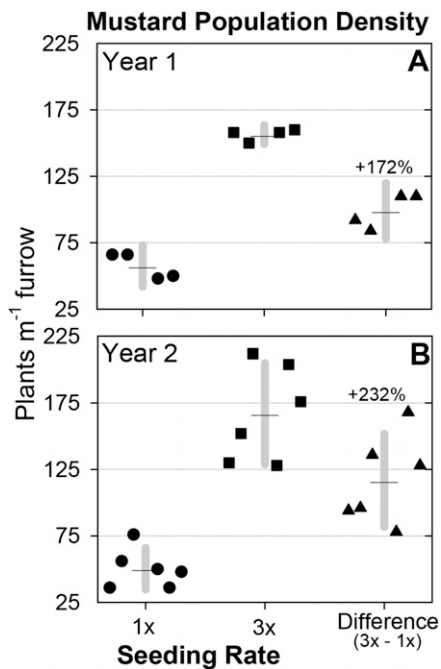 Mustard Population Density
Plants m⁻¹ furrow
Year 1
A
225
175
125
75
25
+172%
Year 2
B
225
175
125
75
25
+232%
1x
3x
Difference
(3x - 1x)
Seeding Rate